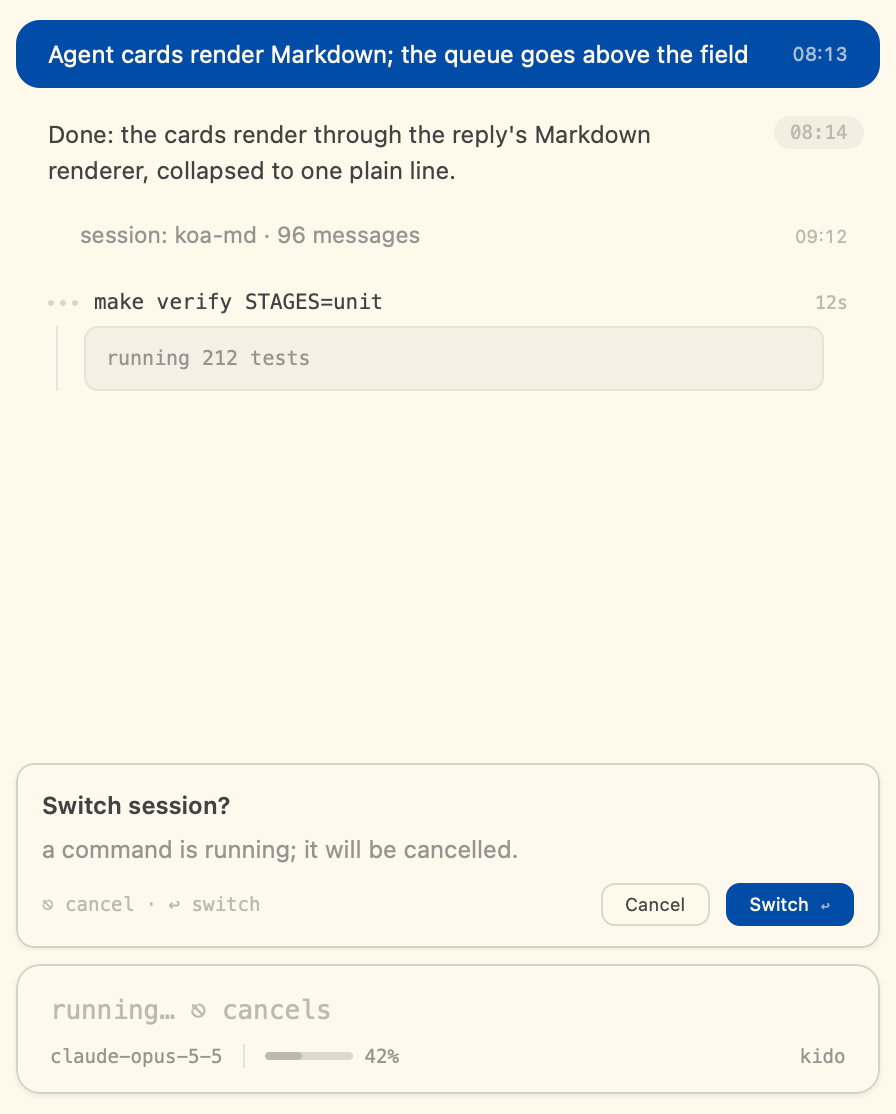 Agent cards render Markdown; the queue goes above the field 08:13
Done: the cards render through the reply's Markdown 08:14
renderer, collapsed to one plain line.
session: koa-md · 96 messages 09:12
make verify STAGES=unit 12s
running 212 tests
Switch session?
a command is running; it will be cancelled.
⎋ cancel · ↩ switch Cancel Switch ↩
running… ⎋ cancels
claude-opus-5-5 42% kido